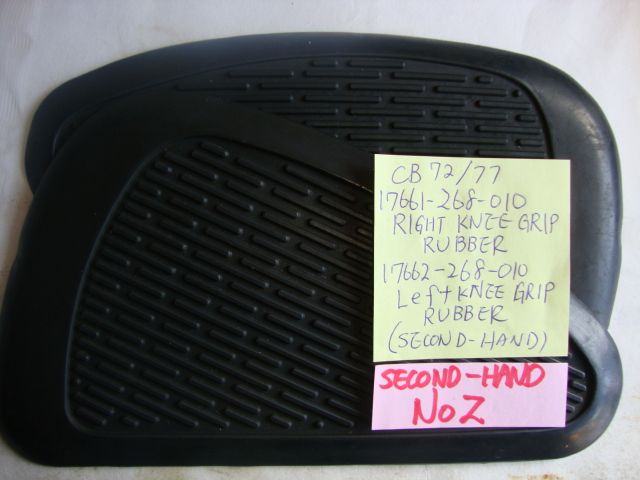 CB 72/77
17661-268-010
RIGHT KNEE GRIP
RUBBER
17662-268-010
Left KNEE GRIP
RUBBER
(SECOND-HAND)
SECOND-HAND
NoZ